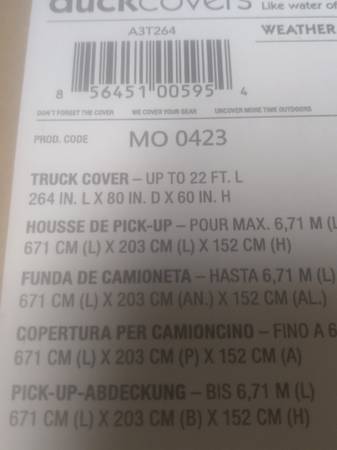 duckcovers Like water of
A3T264
WEATHER
8 56451 00595 4
DON'T FORGET THE COVER WE COVER YOUR GEAR UNCOVER MORE TIME OUTDOORS
PROD. CODE MO 0423
TRUCK COVER – UP TO 22 FT. L
264 IN. L X 80 IN. D X 60 IN. H
HOUSSE DE PICK-UP – POUR MAX. 6,71 M (L
671 CM (L) X 203 CM (L) X 152 CM (H)
FUNDA DE CAMIONETA – HASTA 6,71 M (L)
671 CM (L) X 203 CM (AN.) X 152 CM (AL.)
COPERTURA PER CAMIONCINO – FINO A 6
671 CM (L) X 203 CM (P) X 152 CM (A)
PICK-UP-ABDECKUNG – BIS 6,71 M (L)
671 CM (L) X 203 CM (B) X 152 CM (H)